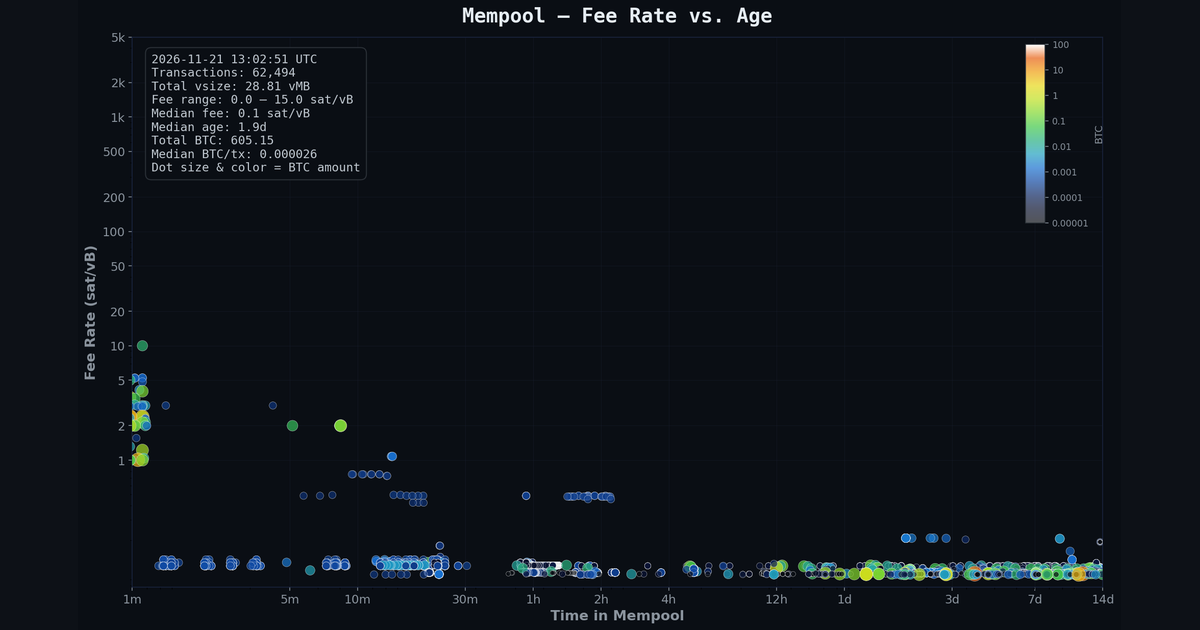 Mempool — Fee Rate vs. Age
2026-11-21 13:02:51 UTC
Transactions: 62,494
Total vsize: 28.81 vMB
Fee range: 0.0 — 15.0 sat/vB
Median fee: 0.1 sat/vB
Median age: 1.9d
Total BTC: 605.15
Median BTC/tx: 0.000026
Dot size & color = BTC amount
5k
2k
1k
500
200
100
50
20
10
5
2
1
Fee Rate (sat/vB)
100
10
1
0.1
0.01
0.001
0.0001
0.00001
BTC
1m 5m 10m 30m 1h 2h 4h 12h 1d 3d 7d 14d
Time in Mempool